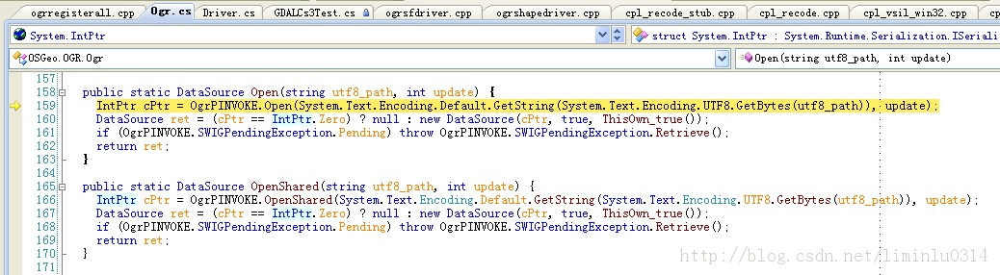 ogrregisterall.cpp Ogr.cs Driver.cs GDALCs3Test.cs ogrsfdriver.cpp ogrshapedriver.cpp cpl_recode_stub.cpp cpl_recode.cpp cpl_vsil_win32.cpp cp
System.IntPtr struct System.IntPtr : System.Runtime.Serialization.ISeriali
OSGeo.OGR.Ogr Open(string utf8_path, int update)
157
158 public static DataSource Open(string utf8_path, int update) {
159 IntPtr cPtr = OgrPINVOKE.Open(System.Text.Encoding.Default.GetString(System.Text.Encoding.UTF8.GetBytes(utf8_path)), update);
160 DataSource ret = (cPtr == IntPtr.Zero) ? null : new DataSource(cPtr, true, ThisOwn_true());
161 if (OgrPINVOKE.SWIGPendingException.Pending) throw OgrPINVOKE.SWIGPendingException.Retrieve();
162 return ret;
163 }
164
165 public static DataSource OpenShared(string utf8_path, int update) {
166 IntPtr cPtr = OgrPINVOKE.OpenShared(System.Text.Encoding.Default.GetString(System.Text.Encoding.UTF8.GetBytes(utf8_path)), update);
167 DataSource ret = (cPtr == IntPtr.Zero) ? null : new DataSource(cPtr, true, ThisOwn_true());
168 if (OgrPINVOKE.SWIGPendingException.Pending) throw OgrPINVOKE.SWIGPendingException.Retrieve();
169 return ret;
170 }
171
http://blog.csdn.net/liminlu0314